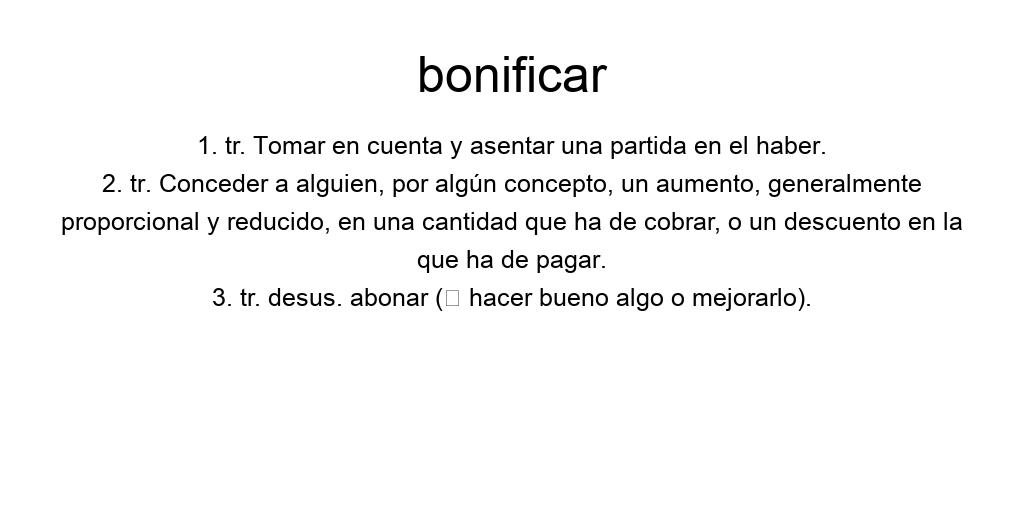 bonificar
1. tr. Tomar en cuenta y asentar una partida en el haber.
2. tr. Conceder a alguien, por algún concepto, un aumento, generalmente
proporcional y reducido, en una cantidad que ha de cobrar, o un descuento en la
que ha de pagar.
3. tr. desus. abonar (▯ hacer bueno algo o mejorarlo).